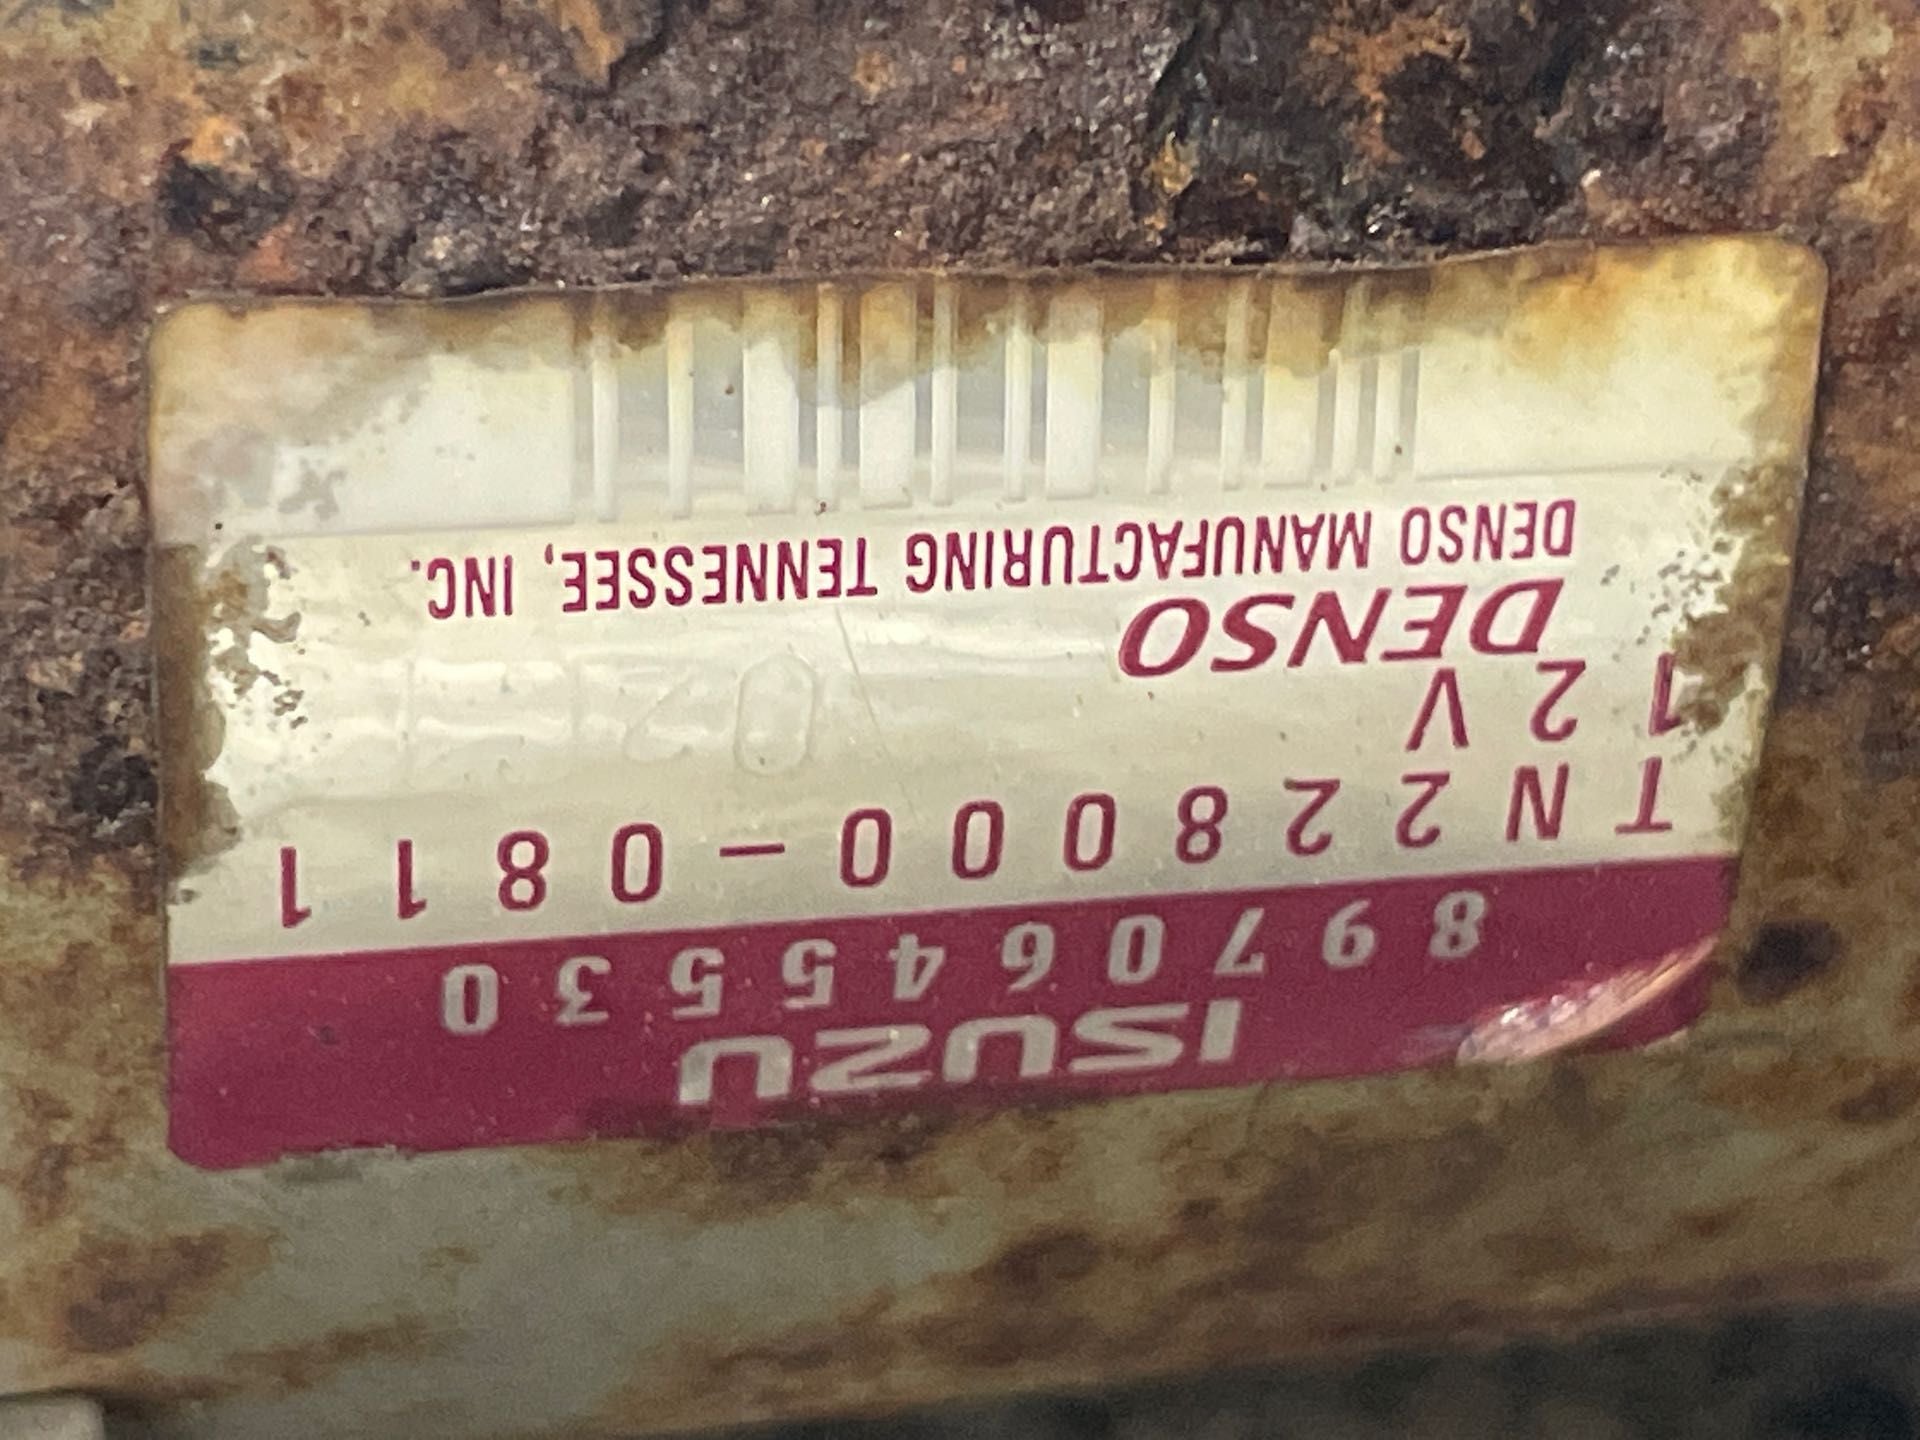 ISUZU
8970645530
TN228000-0811
12V
DENSO
DENSO MANUFACTURING TENNESSEE, INC.